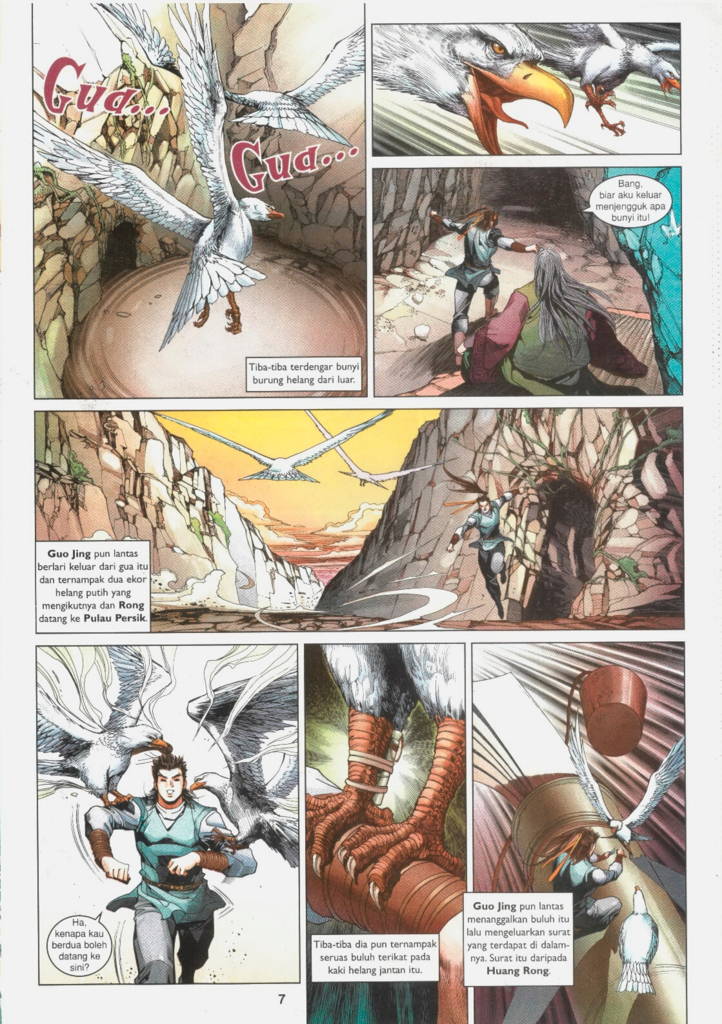 Gua...
Gua...
Tiba-tiba terdengar bunyi
burung helang dari luar.
Bang,
biar aku keluar
menjengguk apa
bunyi itu!
Guo Jing pun lantas
berlari keluar dari gua itu
dan ternampak dua ekor
helang putih yang
mengikutnya dan Rong
datang ke Pulau Persik.
Ha,
kenapa kau
berdua boleh
datang ke
sini?
Tiba-tiba dia pun ternampak
seruas buluh terikat pada
kaki helang jantan itu.
Guo Jing pun lantas
menanggalkan buluh itu
lalu mengeluarkan surat
yang terdapat di dalam-
nya. Surat itu daripada
Huang Rong.
7